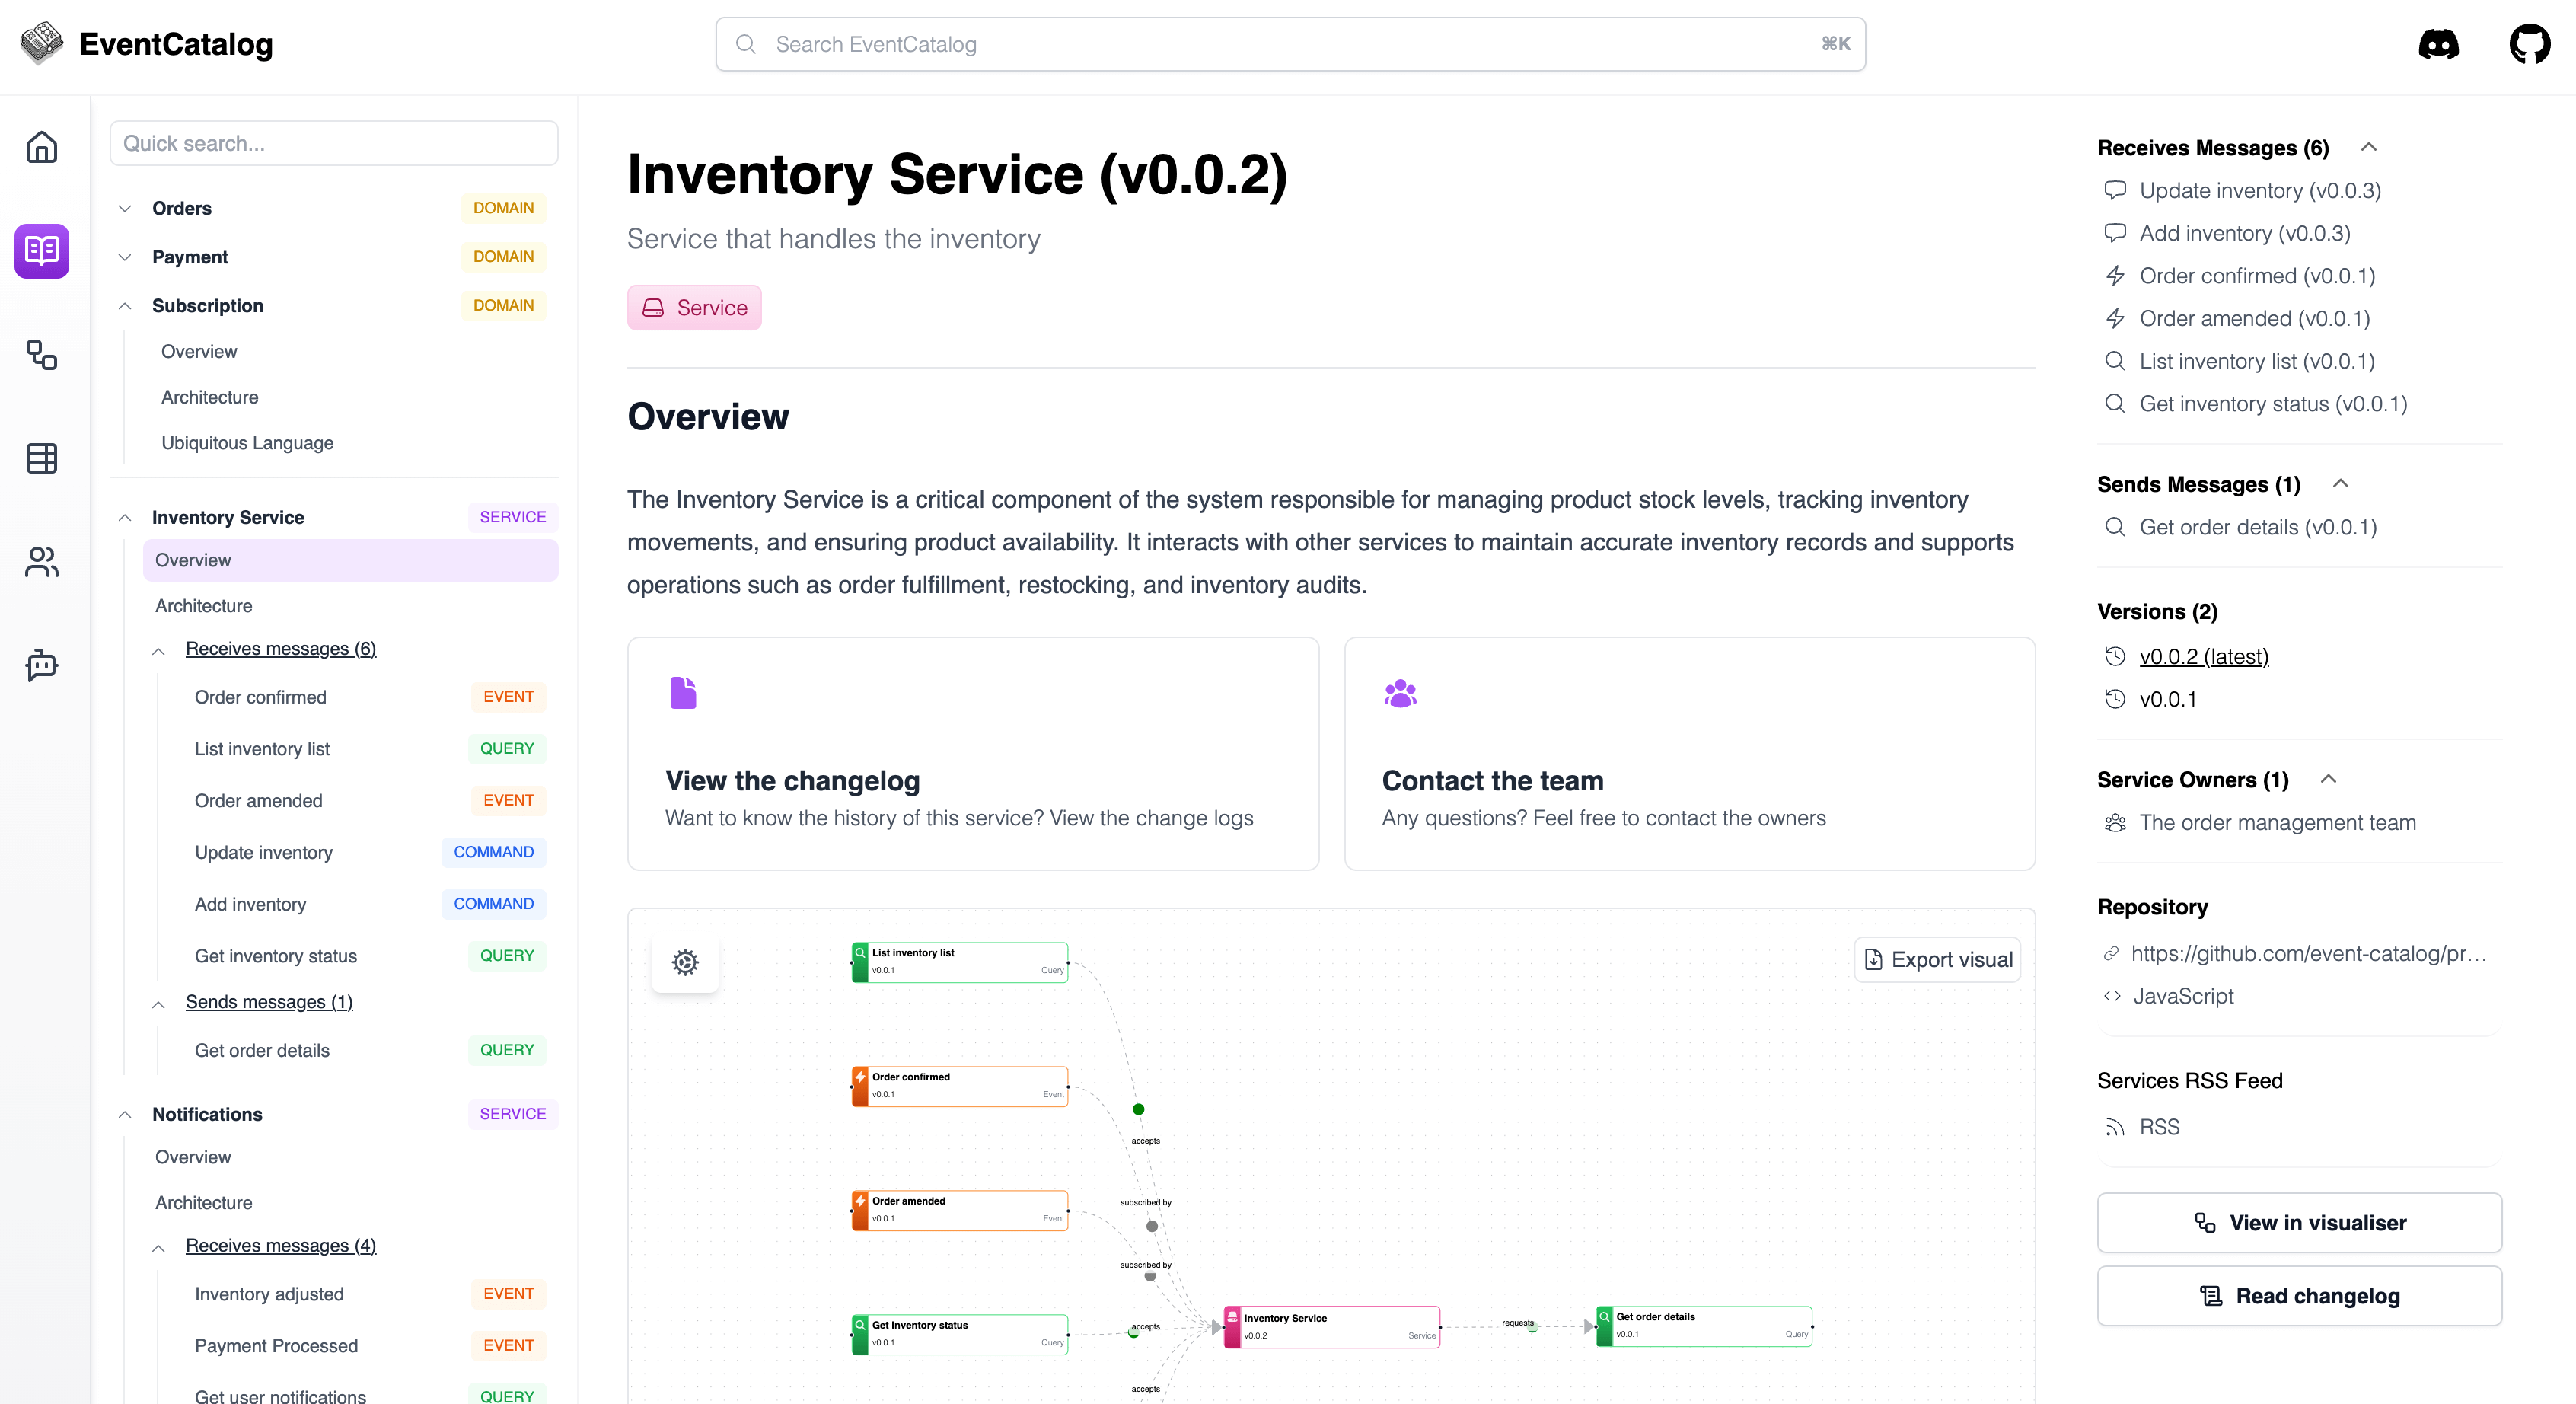 EventCatalog
Search EventCatalog
⌘K
Quick search...
Orders
DOMAIN
Payment
DOMAIN
Subscription
DOMAIN
Overview
Architecture
Ubiquitous Language
Inventory Service
SERVICE
Overview
Architecture
Receives messages (6)
Order confirmed
EVENT
List inventory list
QUERY
Order amended
EVENT
Update inventory
COMMAND
Add inventory
COMMAND
Get inventory status
QUERY
Sends messages (1)
Get order details
QUERY
Notifications
SERVICE
Overview
Architecture
Receives messages (4)
Inventory adjusted
EVENT
Payment Processed
EVENT
Get user notifications
QUERY
Inventory Service (v0.0.2)
Service that handles the inventory
Service
Overview
The Inventory Service is a critical component of the system responsible for managing product stock levels, tracking inventory
movements, and ensuring product availability. It interacts with other services to maintain accurate inventory records and supports
operations such as order fulfillment, restocking, and inventory audits.
View the changelog
Want to know the history of this service? View the change logs
Contact the team
Any questions? Feel free to contact the owners
Export visual
List inventory list
v0.0.1
Query
Order confirmed
v0.0.1
Event
accepts
Order amended
v0.0.1
Event
subscribed by
subscribed by
Get inventory status
v0.0.1
Query
accepts
Inventory Service
v0.0.2
Service
requests
Get order details
v0.0.1
Query
accepts
Receives Messages (6)
Update inventory (v0.0.3)
Add inventory (v0.0.3)
Order confirmed (v0.0.1)
Order amended (v0.0.1)
List inventory list (v0.0.1)
Get inventory status (v0.0.1)
Sends Messages (1)
Get order details (v0.0.1)
Versions (2)
v0.0.2 (latest)
v0.0.1
Service Owners (1)
The order management team
Repository
https://github.com/event-catalog/pr...
JavaScript
Services RSS Feed
RSS
View in visualiser
Read changelog